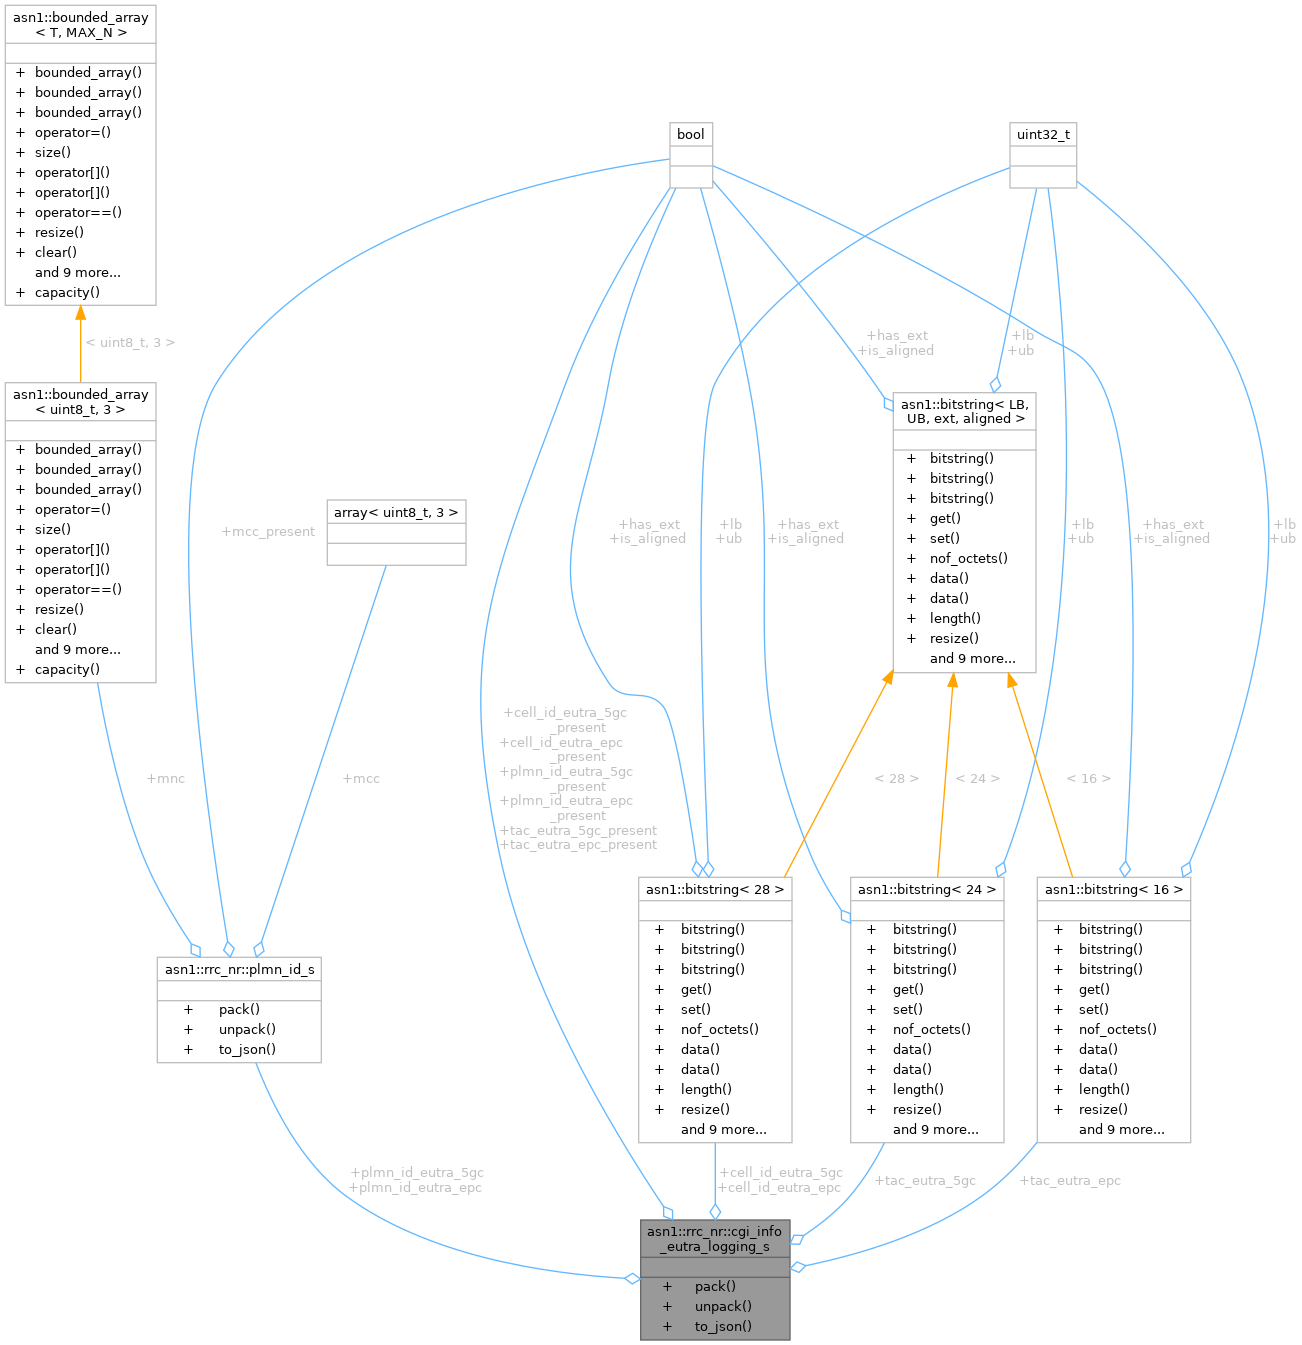 asn1::bounded_array
< T, MAX_N >
+ bounded_array()
+ bounded_array()
+ bounded_array()
+ operator=()
+ size()
+ operator[]()
+ operator[]()
+ operator==()
+ resize()
+ clear()
and 9 more...
+ capacity()
< uint8_t, 3 >
asn1::bounded_array
< uint8_t, 3 >
+ bounded_array()
+ bounded_array()
+ bounded_array()
+ operator=()
+ size()
+ operator[]()
+ operator[]()
+ operator==()
+ resize()
+ clear()
and 9 more...
+ capacity()
bool
uint32_t
+has_ext
+is_aligned
+lb
+ub
asn1::bitstring< LB,
UB, ext, aligned >
+ bitstring()
+ bitstring()
+ bitstring()
+ get()
+ set()
+ nof_octets()
+ data()
+ data()
+ length()
+ resize()
and 9 more...
array< uint8_t, 3 >
+mcc_present
+has_ext
+is_aligned
+lb
+ub
+has_ext
+is_aligned
+lb
+ub
+has_ext
+is_aligned
+lb
+ub
+mnc
+mcc
+cell_id_eutra_5gc
_present
+cell_id_eutra_epc
_present
+plmn_id_eutra_5gc
_present
+plmn_id_eutra_epc
_present
+tac_eutra_5gc_present
+tac_eutra_epc_present
< 28 >
< 24 >
< 16 >
asn1::rrc_nr::plmn_id_s
+ pack()
+ unpack()
+ to_json()
asn1::bitstring< 28 >
+ bitstring()
+ bitstring()
+ bitstring()
+ get()
+ set()
+ nof_octets()
+ data()
+ data()
+ length()
+ resize()
and 9 more...
asn1::bitstring< 24 >
+ bitstring()
+ bitstring()
+ bitstring()
+ get()
+ set()
+ nof_octets()
+ data()
+ data()
+ length()
+ resize()
and 9 more...
asn1::bitstring< 16 >
+ bitstring()
+ bitstring()
+ bitstring()
+ get()
+ set()
+ nof_octets()
+ data()
+ data()
+ length()
+ resize()
and 9 more...
+plmn_id_eutra_5gc
+plmn_id_eutra_epc
+cell_id_eutra_5gc
+cell_id_eutra_epc
+tac_eutra_5gc
+tac_eutra_epc
asn1::rrc_nr::cgi_info
_eutra_logging_s
+ pack()
+ unpack()
+ to_json()